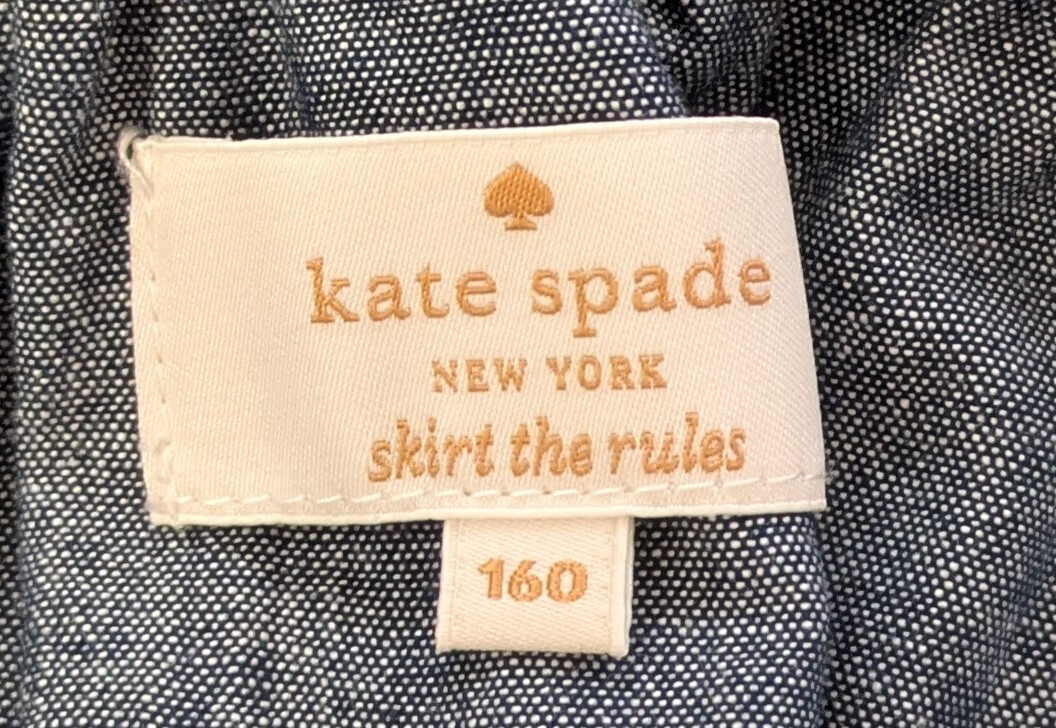 kate spade
NEW YORK
skirt the rules
160